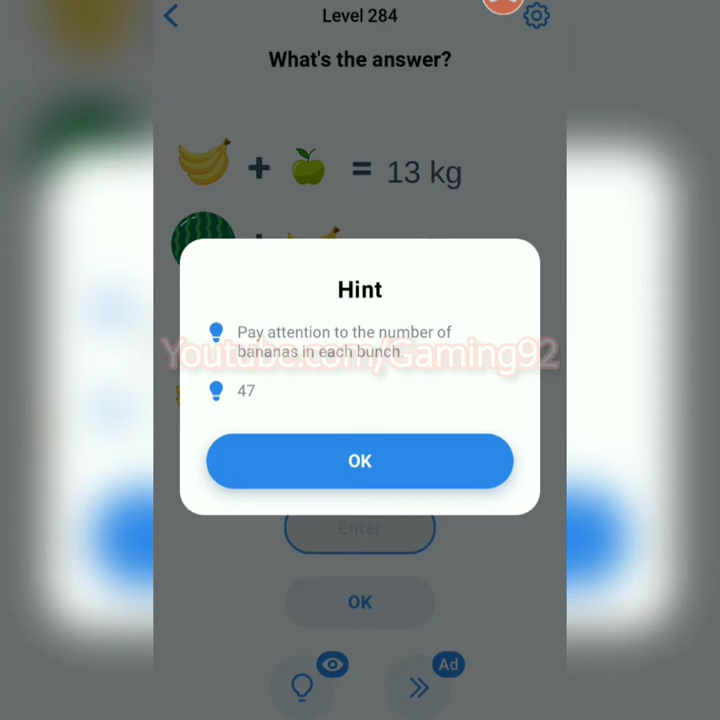 Level 284
What's the answer?
+ = 13 kg
Hint
Pay attention to the number of
bananas in each bunch.
Youtube.com/Gaming92
47
OK
Enter
OK
Ad